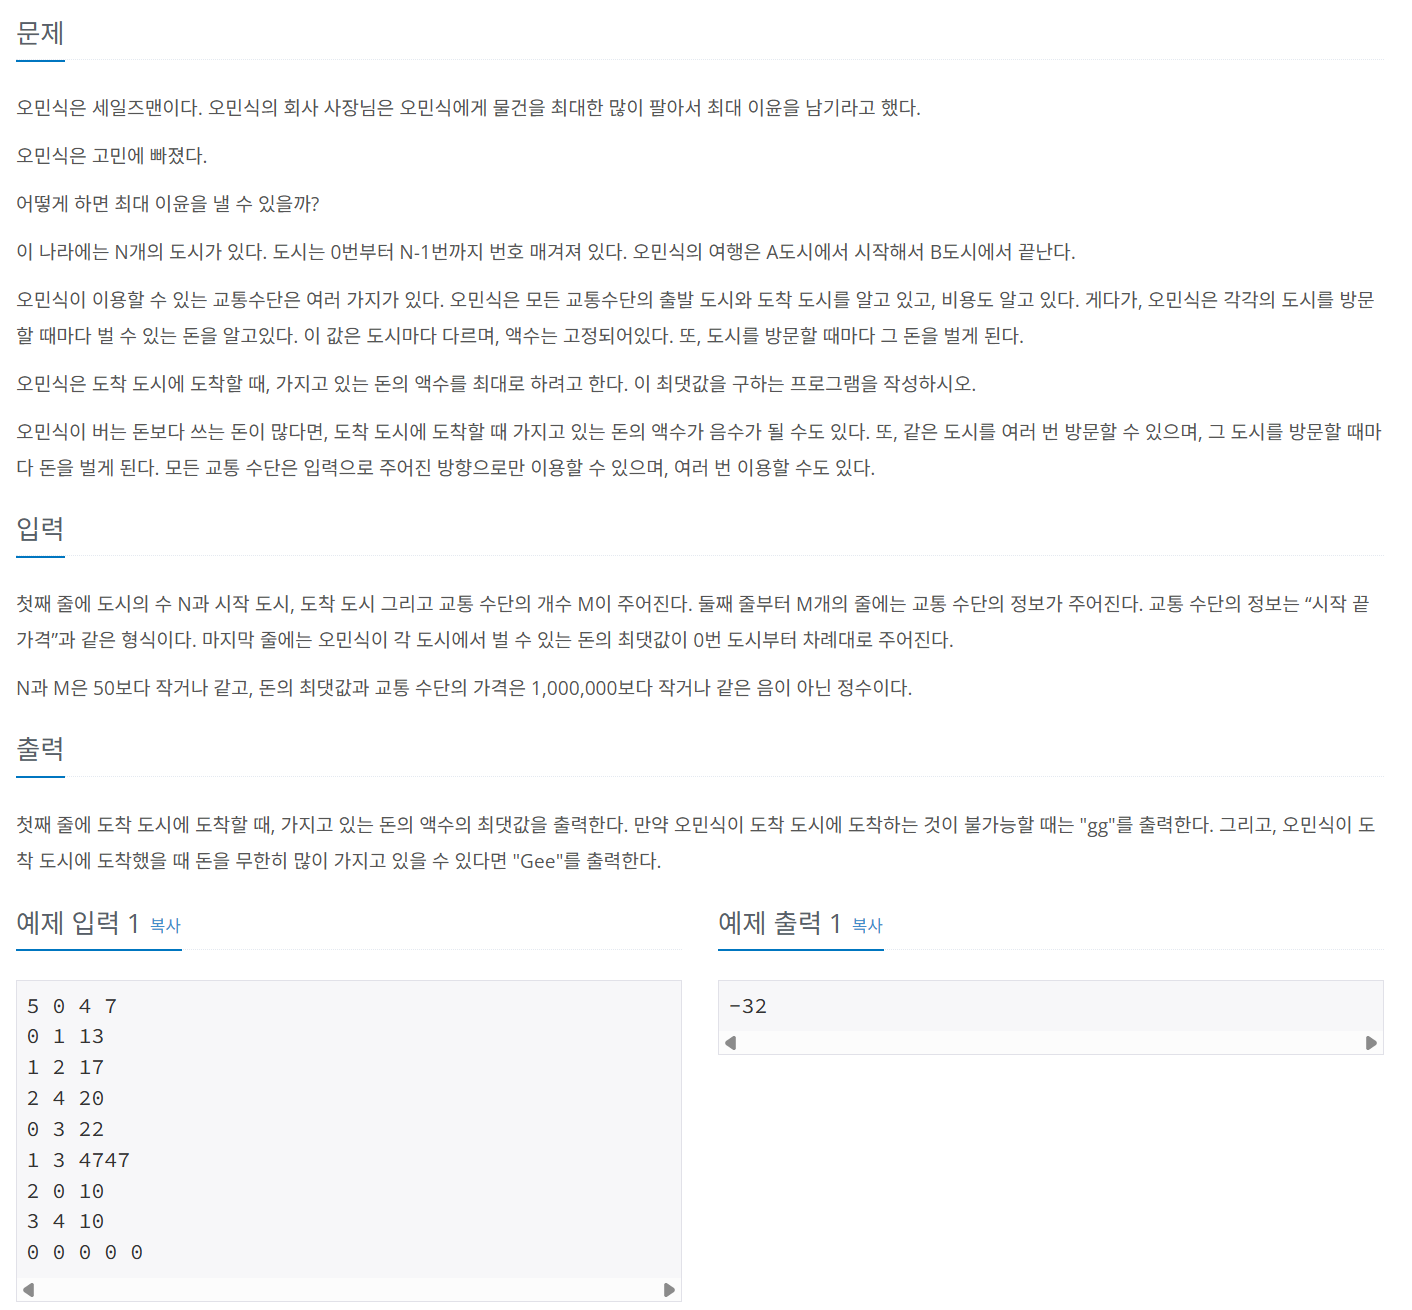 문제
오민식은 세일즈맨이다. 오민식의 회사 사장님은 오민식에게 물건을 최대한 많이 팔아서 최대 이윤을 남기라고 했다.
오민식은 고민에 빠졌다.
어떻게 하면 최대 이윤을 낼 수 있을까?
이 나라에는 N개의 도시가 있다. 도시는 0번부터 N-1번까지 번호 매겨져 있다. 오민식의 여행은 A도시에서 시작해서 B도시에서 끝난다.
오민식이 이용할 수 있는 교통수단은 여러 가지가 있다. 오민식은 모든 교통수단의 출발 도시와 도착 도시를 알고 있고, 비용도 알고 있다. 게다가, 오민식은 각각의 도시를 방문
할 때마다 벌 수 있는 돈을 알고있다. 이 값은 도시마다 다르며, 액수는 고정되어있다. 또, 도시를 방문할 때마다 그 돈을 벌게 된다.
오민식은 도착 도시에 도착할 때, 가지고 있는 돈의 액수를 최대로 하려고 한다. 이 최댓값을 구하는 프로그램을 작성하시오.
오민식이 버는 돈보다 쓰는 돈이 많다면, 도착 도시에 도착할 때 가지고 있는 돈의 액수가 음수가 될 수도 있다. 또, 같은 도시를 여러 번 방문할 수 있으며, 그 도시를 방문할 때마
다 돈을 벌게 된다. 모든 교통 수단은 입력으로 주어진 방향으로만 이용할 수 있으며, 여러 번 이용할 수도 있다.
입력
첫째 줄에 도시의 수 N과 시작 도시, 도착 도시 그리고 교통 수단의 개수 M이 주어진다. 둘째 줄부터 M개의 줄에는 교통 수단의 정보가 주어진다. 교통 수단의 정보는 “시작 끝
가격”과 같은 형식이다. 마지막 줄에는 오민식이 각 도시에서 벌 수 있는 돈의 최댓값이 0번 도시부터 차례대로 주어진다.
N과 M은 50보다 작거나 같고, 돈의 최댓값과 교통 수단의 가격은 1,000,000보다 작거나 같은 음이 아닌 정수이다.
출력
첫째 줄에 도착 도시에 도착할 때, 가지고 있는 돈의 액수의 최댓값을 출력한다. 만약 오민식이 도착 도시에 도착하는 것이 불가능할 때는 "gg"를 출력한다. 그리고, 오민식이 도
착 도시에 도착했을 때 돈을 무한히 많이 가지고 있을 수 있다면 "Gee"를 출력한다.
예제 입력 1 복사
5 0 4 7
0 1 13
1 2 17
2 4 20
0 3 22
1 3 4747
2 0 10
3 4 10
0 0 0 0 0
예제 출력 1 복사
-32